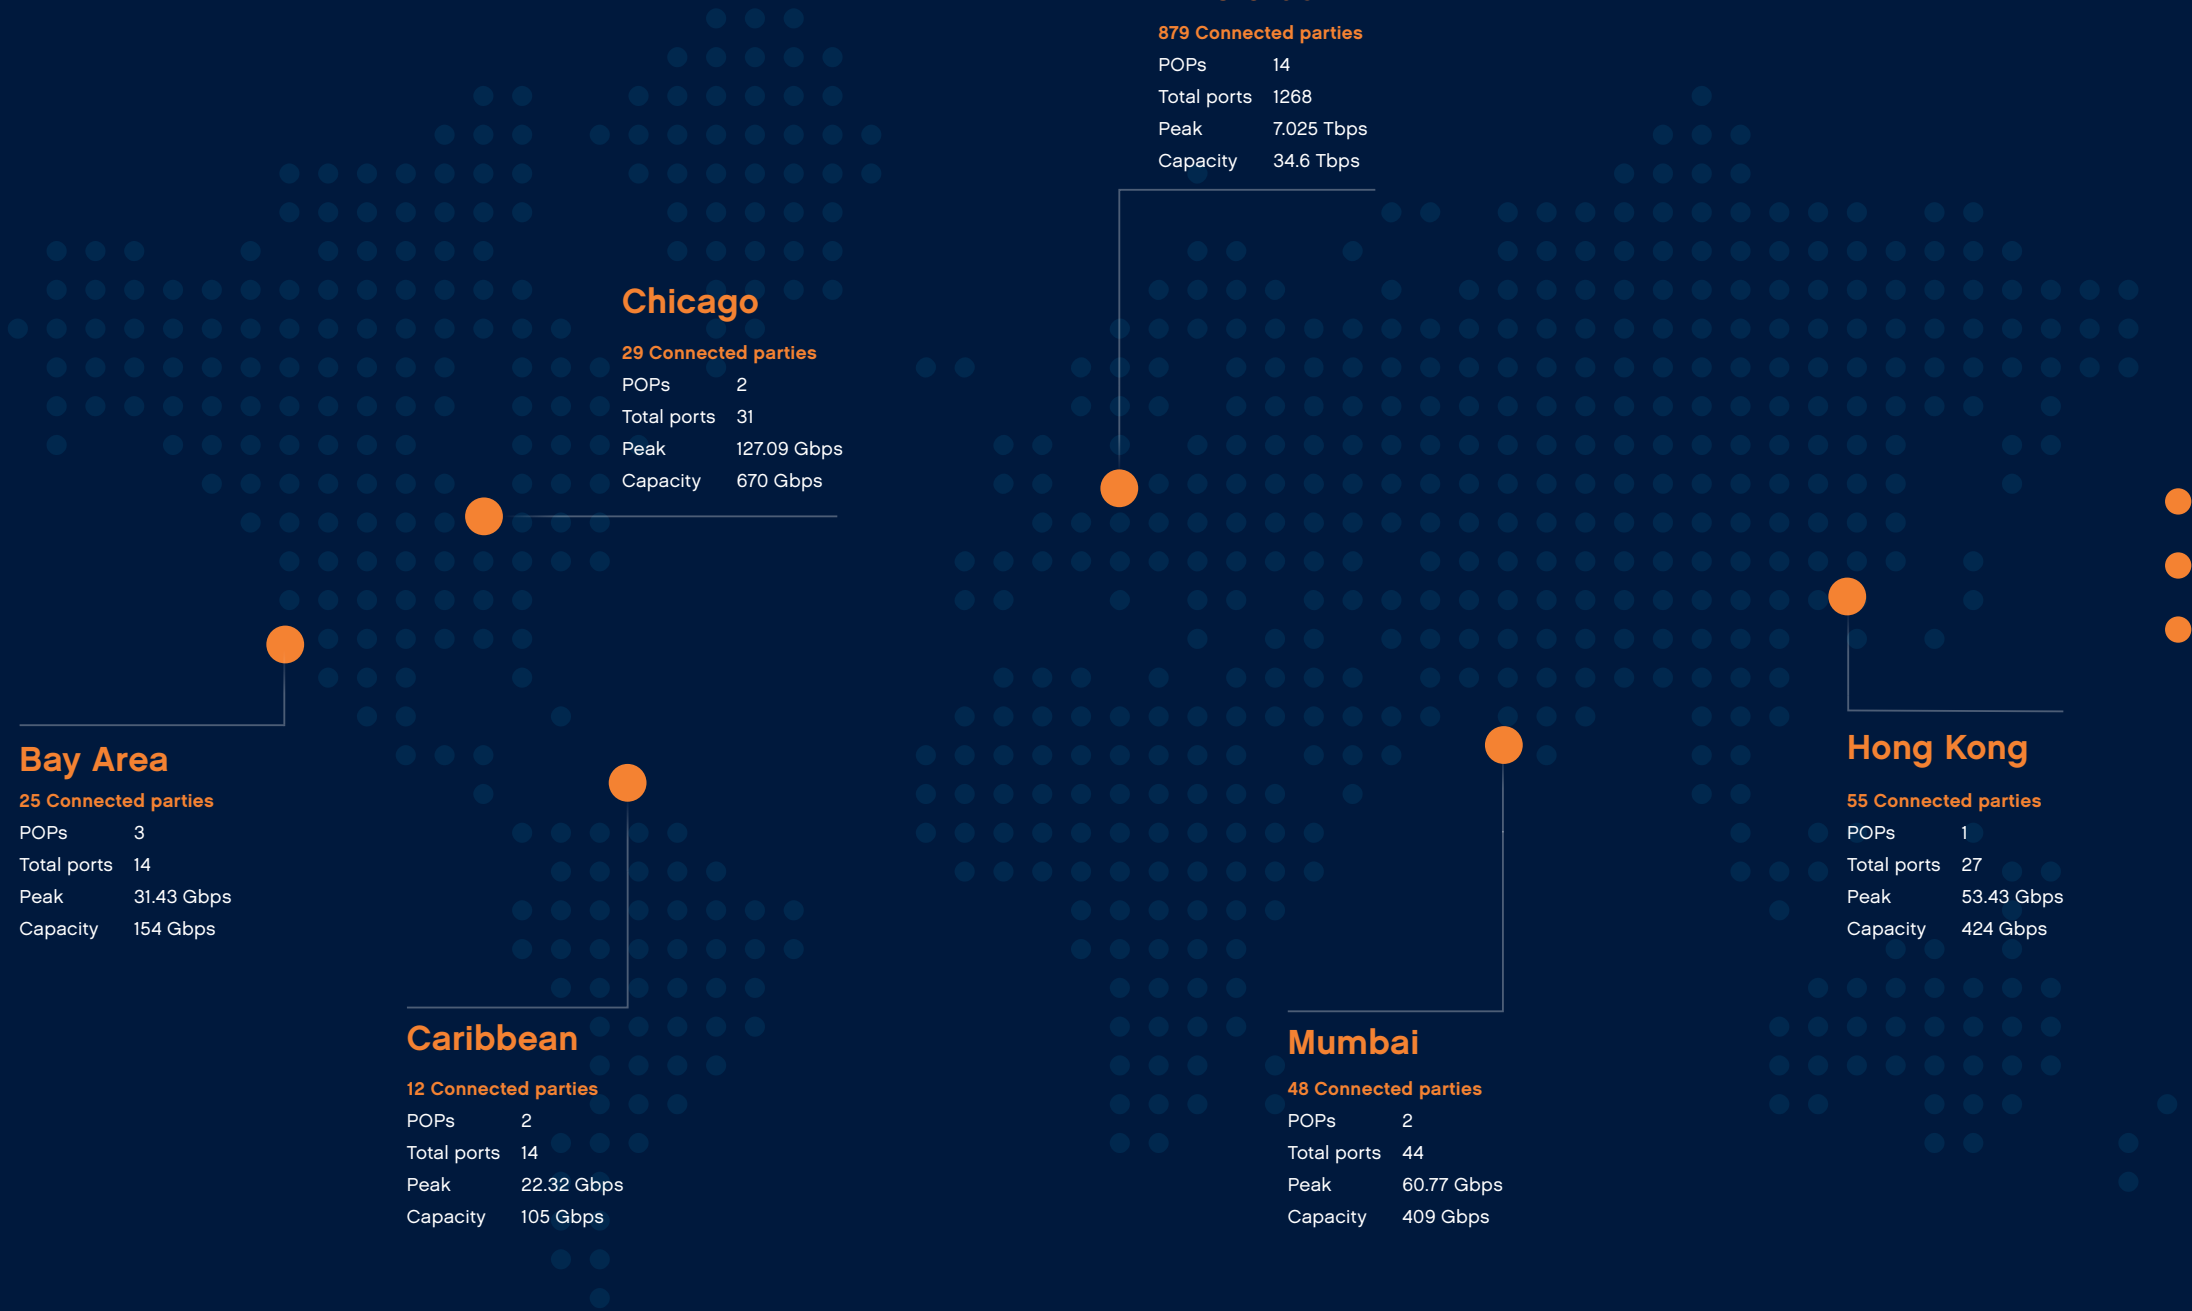 879 Connected parties
POPs 14
Total ports 1268
Peak 7.025 Tbps
Capacity 34.6 Tbps
Chicago
29 Connected parties
POPs 2
Total ports 31
Peak 127.09 Gbps
Capacity 670 Gbps
Bay Area
25 Connected parties
POPs 3
Total ports 14
Peak 31.43 Gbps
Capacity 154 Gbps
Hong Kong
55 Connected parties
POPs 1
Total ports 27
Peak 53.43 Gbps
Capacity 424 Gbps
Caribbean
12 Connected parties
POPs 2
Total ports 14
Peak 22.32 Gbps
Capacity 105 Gbps
Mumbai
48 Connected parties
POPs 2
Total ports 44
Peak 60.77 Gbps
Capacity 409 Gbps